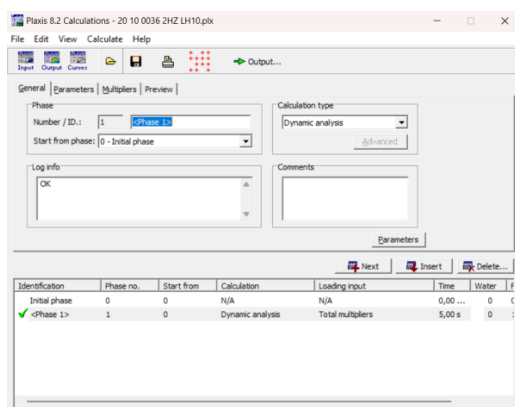 Plaxis 8.2 Calculations - 20 10 0036 2HZ LH10.plx
File Edit View Calculate Help
Input Output Curves Output...
General Parameters Multipliers Preview
Phase
Number / ID.: 1 <Phase 1>
Start from phase: 0 - Initial phase
Calculation type
Dynamic analysis
Advanced
Log info
OK
Comments
Parameters
Next Insert Delete...
Identification Phase no. Start from Calculation Loading input Time Water F
Initial phase 0 0 N/A N/A 0,00 ... 0
<Phase 1> 1 0 Dynamic analysis Total multipliers 5,00 s 0